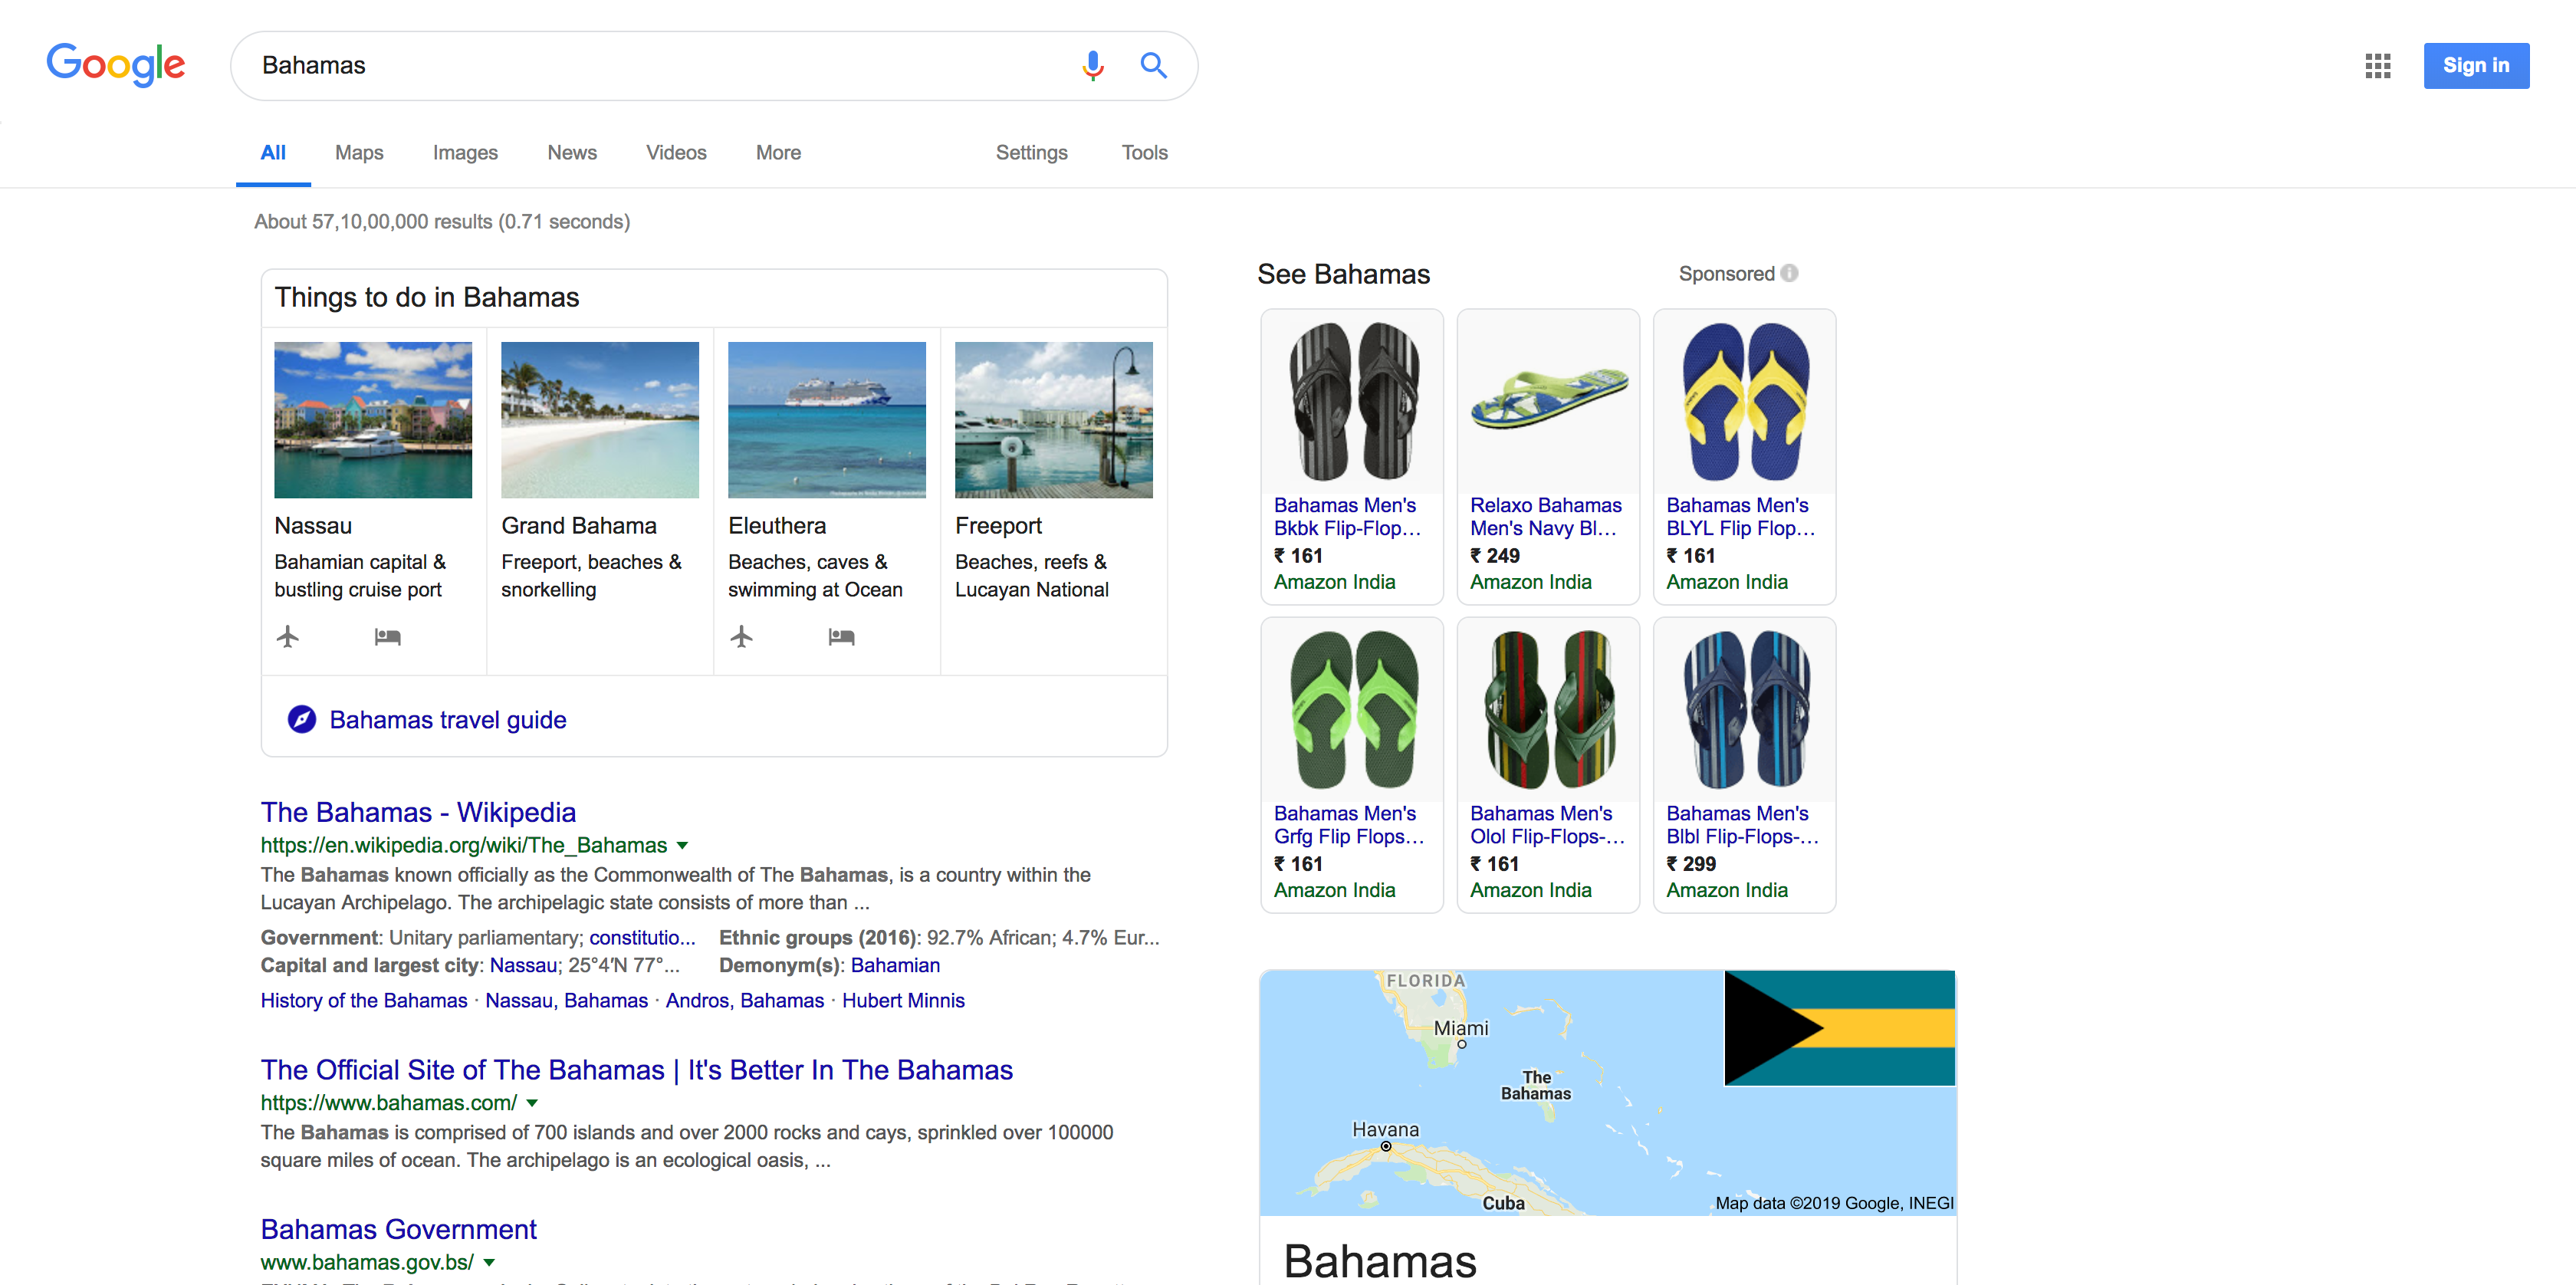 Google
Bahamas
Sign in
All
Maps
Images
News
Videos
More
Settings
Tools
About 57,10,00,000 results (0.71 seconds)
Things to do in Bahamas
Nassau
Bahamian capital &
bustling cruise port
Grand Bahama
Freeport, beaches &
snorkelling
Eleuthera
Beaches, caves &
swimming at Ocean
Freeport
Beaches, reefs &
Lucayan National
Bahamas travel guide
The Bahamas - Wikipedia
https://en.wikipedia.org/wiki/The_Bahamas
The Bahamas known officially as the Commonwealth of The Bahamas, is a country within the
Lucayan Archipelago. The archipelagic state consists of more than ...
Government: Unitary parliamentary; constitutio...
Ethnic groups (2016): 92.7% African; 4.7% Eur...
Capital and largest city: Nassau; 25°4′N 77°...
Demonym(s): Bahamian
History of the Bahamas · Nassau, Bahamas · Andros, Bahamas · Hubert Minnis
The Official Site of The Bahamas | It's Better In The Bahamas
https://www.bahamas.com/
The Bahamas is comprised of 700 islands and over 2000 rocks and cays, sprinkled over 100000
square miles of ocean. The archipelago is an ecological oasis, ...
Bahamas Government
www.bahamas.gov.bs/
See Bahamas
Sponsored
Bahamas Men's
Bkbk Flip-Flop...
₹ 161
Amazon India
Relaxo Bahamas
Men's Navy Bl...
₹ 249
Amazon India
Bahamas Men's
BLYL Flip Flop...
₹ 161
Amazon India
Bahamas Men's
Grfg Flip Flops...
₹ 161
Amazon India
Bahamas Men's
Olol Flip-Flops-...
₹ 161
Amazon India
Bahamas Men's
Blbl Flip-Flops-...
₹ 299
Amazon India
FLORIDA
Miami
The
Bahamas
Havana
Cuba
Map data ©2019 Google, INEGI
Bahamas